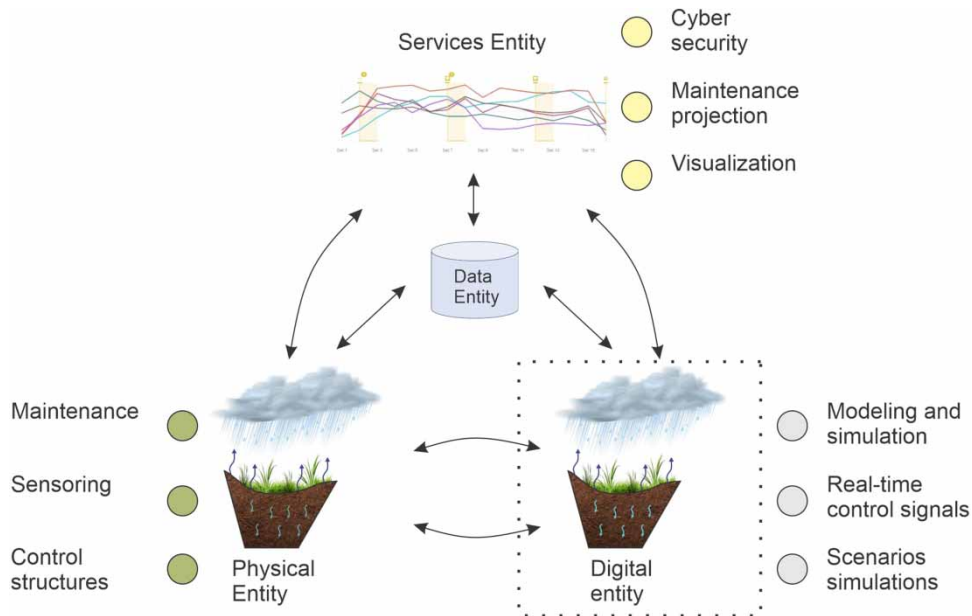 Services Entity
Cyber
security
Maintenance
projection
Visualization
Data
Entity
Maintenance
Sensoring
Control
structures
Physical
Entity
Digital
entity
Modeling and
simulation
Real-time
control signals
Scenarios
simulations